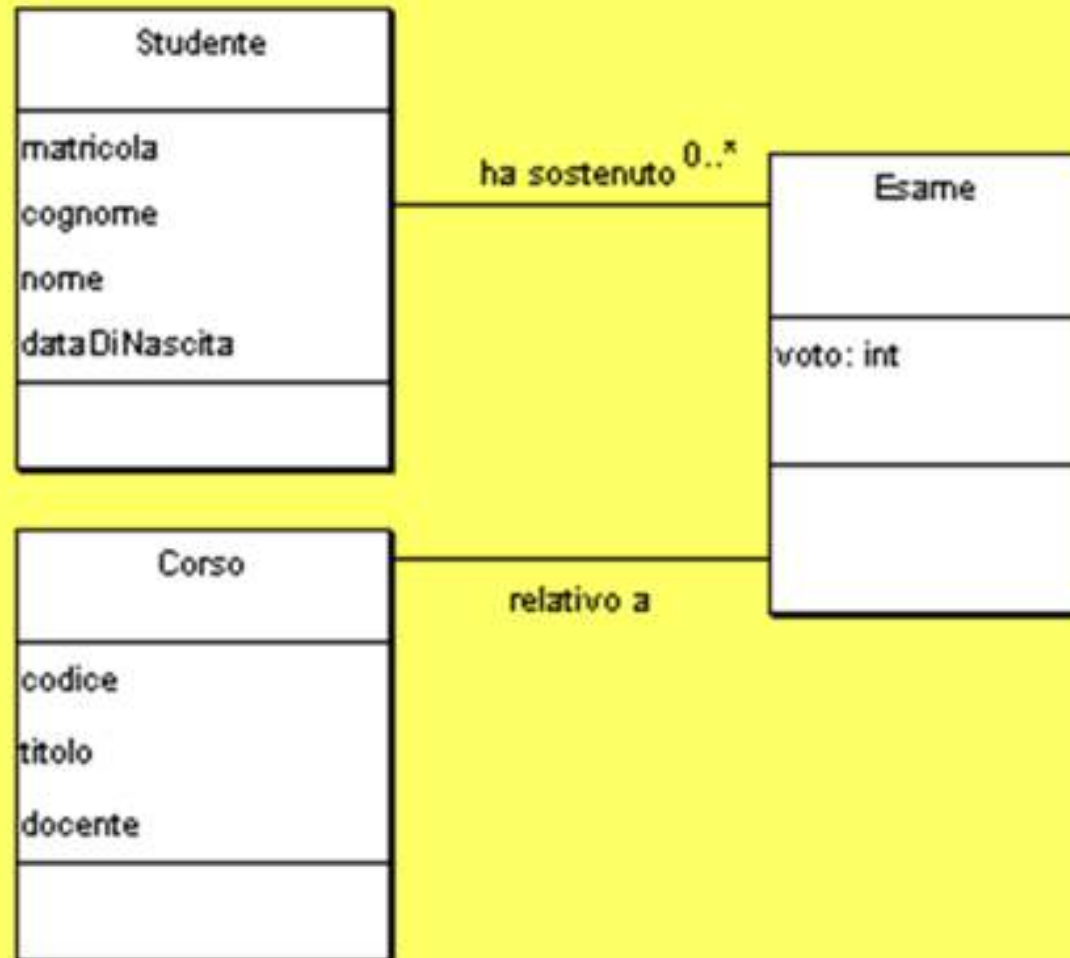 Studente
matricola
cognome
nome
dataDiNascita
ha sostenuto 0..*
Esame
voto: int
Corso
relativo a
codice
titolo
docente